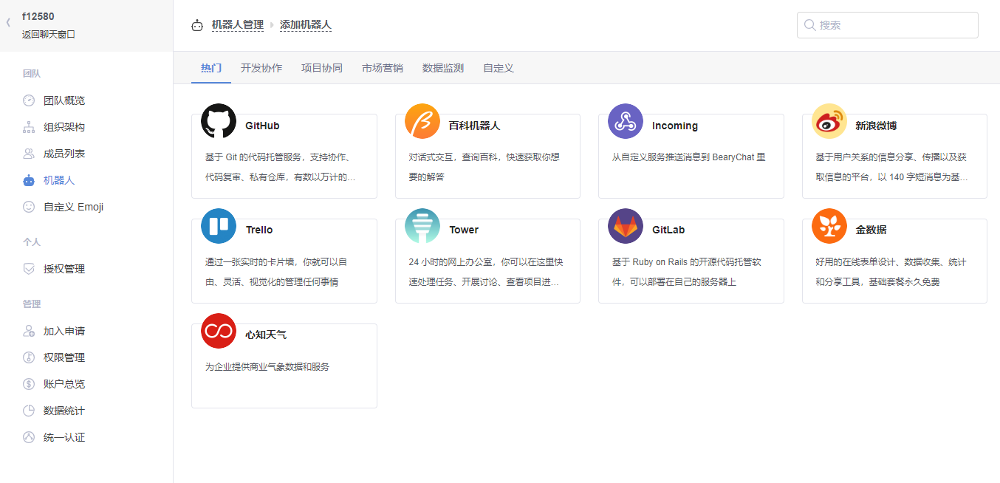 f12580
返回聊天窗口
团队
团队概览
组织架构
成员列表
机器人
自定义 Emoji
个人
授权管理
管理
加入申请
权限管理
账户总览
数据统计
统一认证
机器人管理 添加机器人
搜索
热门 开发协作 项目协同 市场营销 数据监测 自定义
GitHub
基于 Git 的代码托管服务，支持协作、
代码复审、私有仓库，有数以万计的...
百科机器人
对话式交互，查询百科，快速获取你想
要的解答
Incoming
从自定义服务推送消息到 BearyChat 里
新浪微博
基于用户关系的信息分享、传播以及获
取信息的平台，以 140 字短消息为基...
Trello
通过一张实时的卡片墙，你就可以自
由、灵活、视觉化的管理任何事情
Tower
24 小时的网上办公室，你可以在这里快
速处理任务、开展讨论、查看项目进...
GitLab
基于 Ruby on Rails 的开源代码托管软
件，可以部署在自己的服务器上
金数据
好用的在线表单设计、数据收集、统计
和分享工具，基础套餐永久免费
心知天气
为企业提供商业气象数据和服务